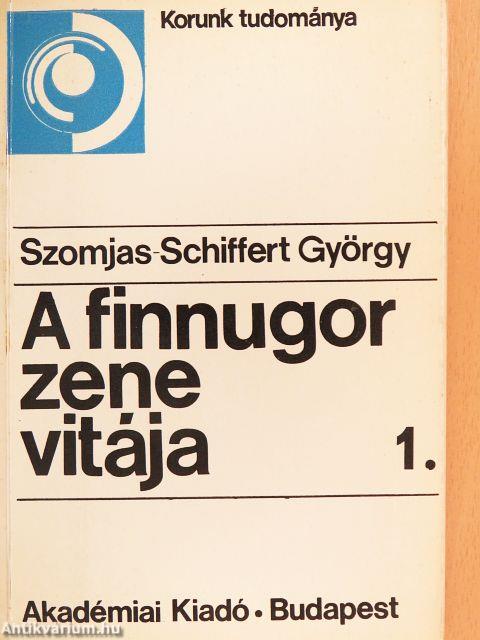 Korunk tudománya
Szomjas-Schiffert György
A finnugor
zene
vitája 1.
Akadémiai Kiadó • Budapest
Antikvarium.hu